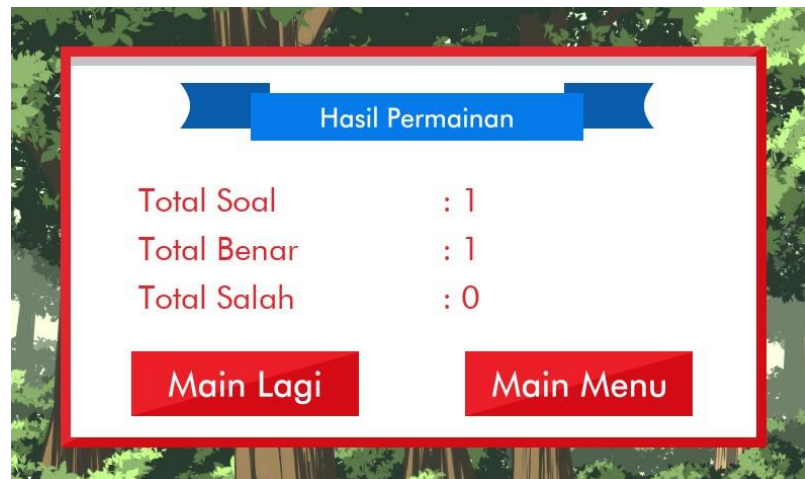 Hasil Permainan
Total Soal : 1
Total Benar : 1
Total Salah : 0
Main Lagi Main Menu